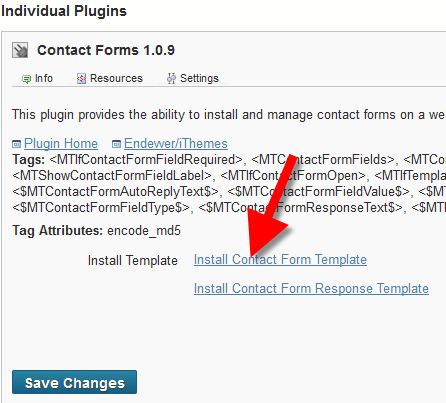 Individual Plugins
Contact Forms 1.0.9
Info Resources Settings
This plugin provides the ability to install and manage contact forms on a we
Plugin Home Endewer/iThemes
Tags: <MTIfContactFormFieldRequired>, <MTContactFormFields>, <MTCo
<MTShowContactFormFieldLabel>, <MTIfContactFormOpen>, <MTIfTempla
<$MTContactFormAutoReplyText$>, <$MTContactFormFieldValue$>, <$M
<$MTContactFormFieldType$>, <$MTContactFormResponseText$>, <$MTI
Tag Attributes: encode_md5
Install Template Install Contact Form Template
Install Contact Form Response Template
Save Changes